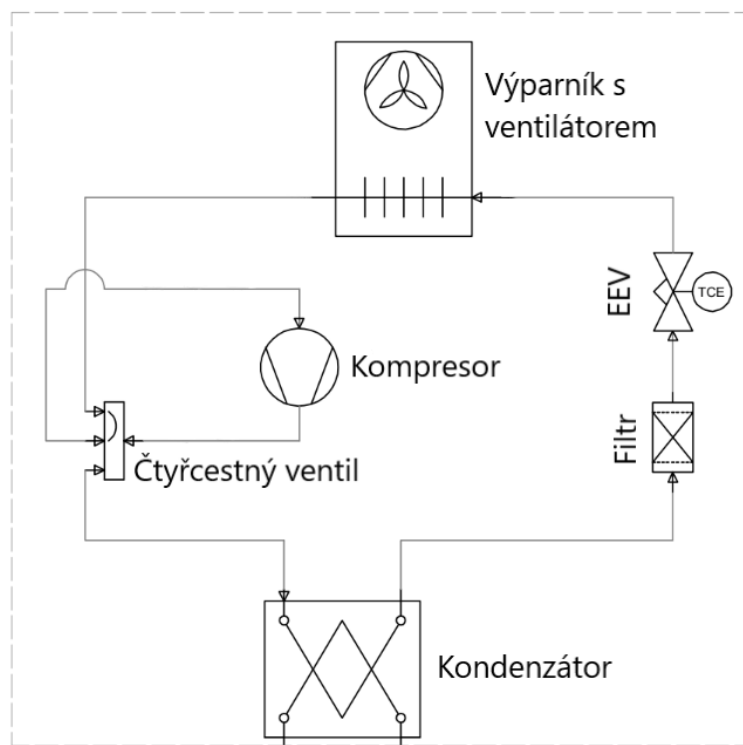 Výparník s
ventilátorem
EEV
TCE
Kompresor
Filtr
Čtyřcestný ventil
Kondenzátor